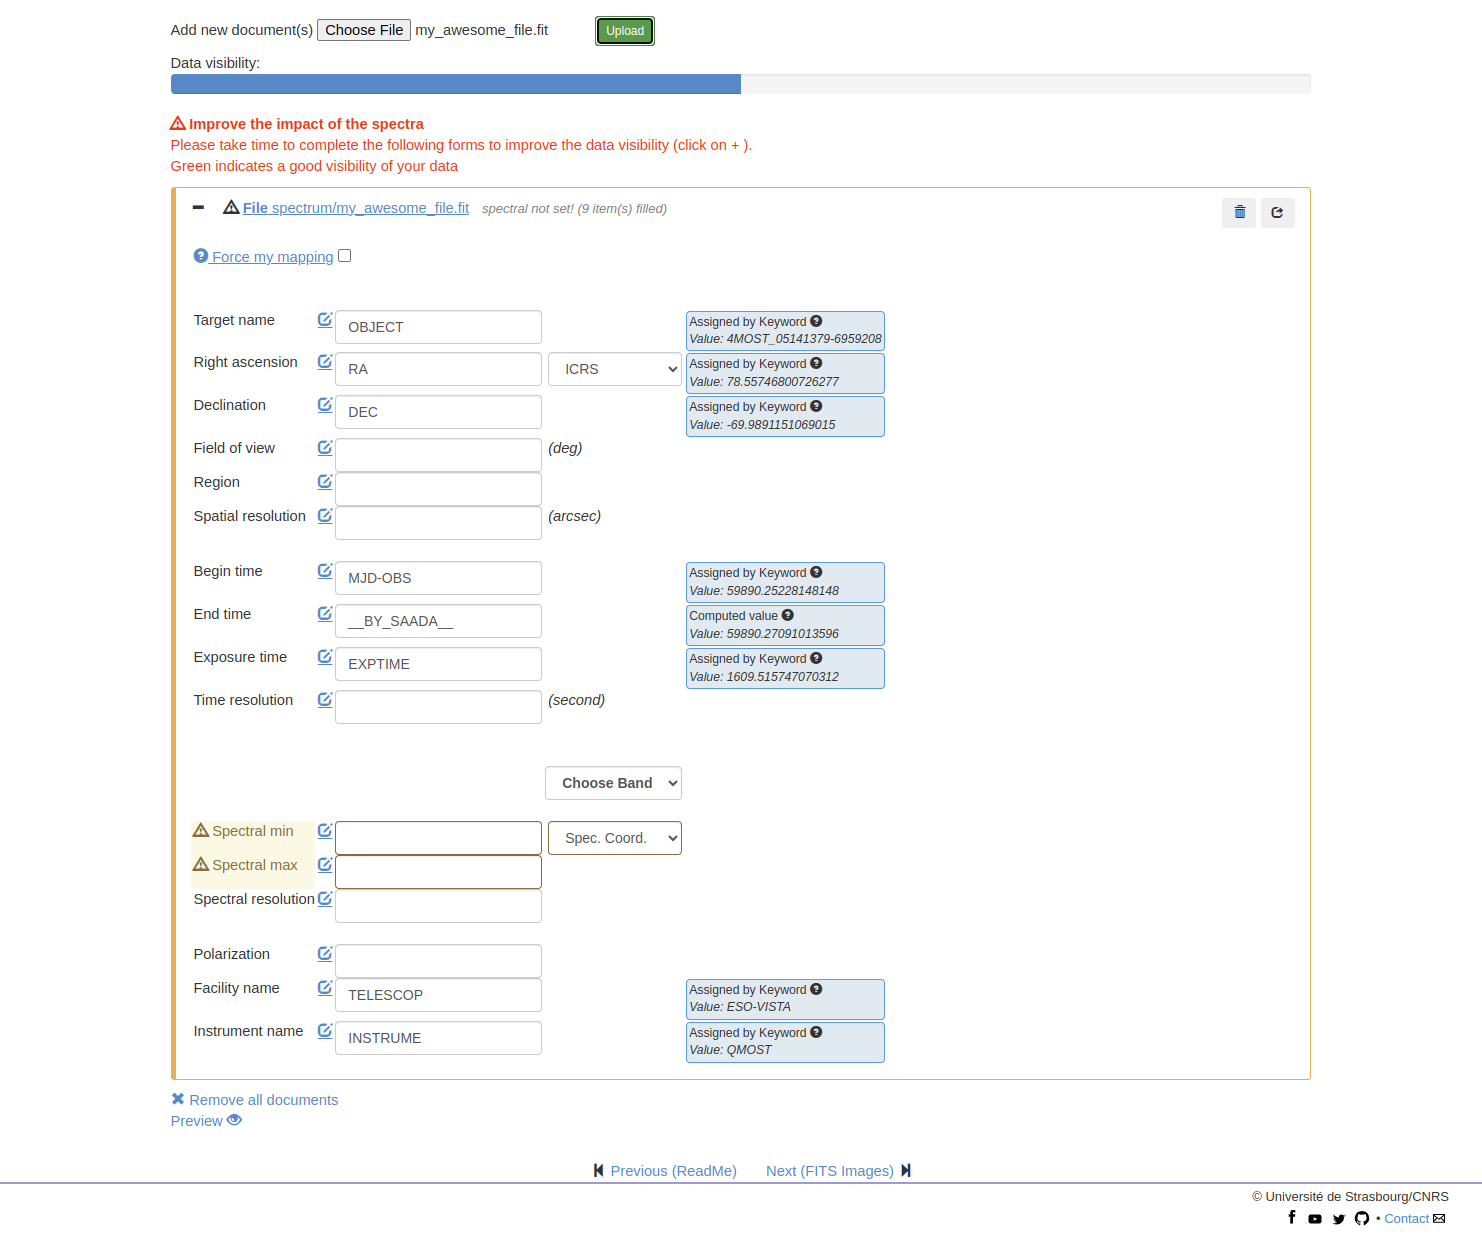 Add new document(s) Choose File my_awesome_file.fit Upload
Data visibility:
Improve the impact of the spectra
Please take time to complete the following forms to improve the data visibility (click on + ).
Green indicates a good visibility of your data
File spectrum/my_awesome_file.fit spectral not set! (9 item(s) filled)
Force my mapping
Target name OBJECT Assigned by Keyword
Value: 4MOST_05141379-6959208
Right ascension RA ICRS Assigned by Keyword
Value: 78.55746800726277
Declination DEC Assigned by Keyword
Value: -69.9891151069015
Field of view (deg)
Region
Spatial resolution (arcsec)
Begin time MJD-OBS Assigned by Keyword
Value: 59890.25228148148
End time __BY_SAADA__ Computed value
Value: 59890.27091013596
Exposure time EXPTIME Assigned by Keyword
Value: 1609.515747070312
Time resolution (second)
Choose Band
Spectral min Spec. Coord.
Spectral max
Spectral resolution
Polarization
Facility name TELESCOP Assigned by Keyword
Value: ESO-VISTA
Instrument name INSTRUME Assigned by Keyword
Value: QMOST
Remove all documents
Preview
Previous (ReadMe) Next (FITS Images)
© Université de Strasbourg/CNRS
• Contact